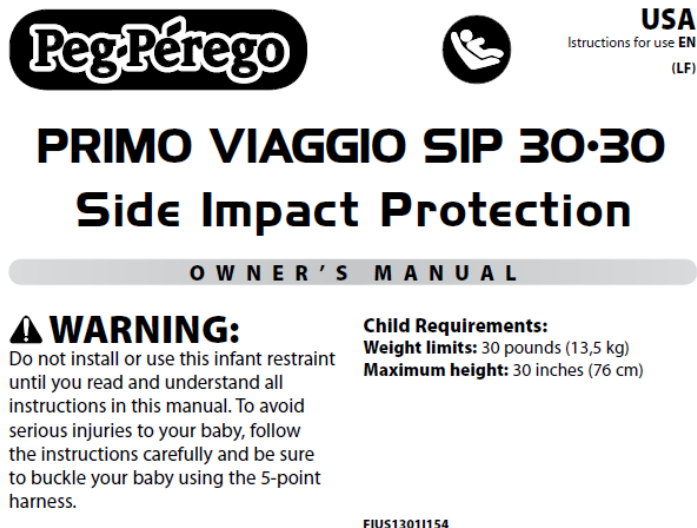 Peg-Pérego
USA
Istructions for use EN
(LF)
PRIMO VIAGGIO SIP 30•30
Side Impact Protection
OWNER'S MANUAL
WARNING:
Do not install or use this infant restraint
until you read and understand all
instructions in this manual. To avoid
serious injuries to your baby, follow
the instructions carefully and be sure
to buckle your baby using the 5-point
harness.
Child Requirements:
Weight limits: 30 pounds (13,5 kg)
Maximum height: 30 inches (76 cm)
FIUS1301I154